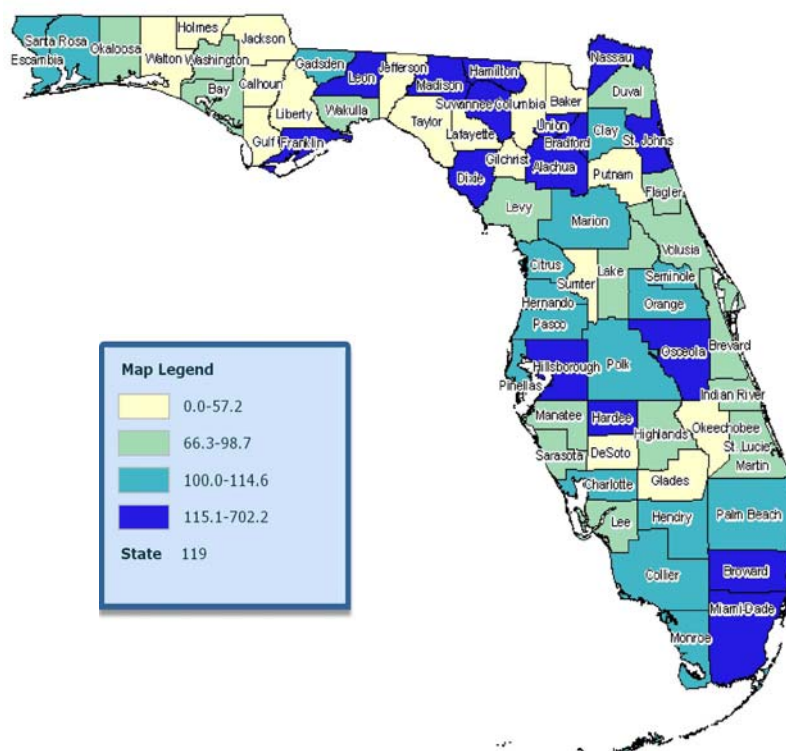 Holmes
Jackson
Santa Rosa
Okaloosa
Walton
Washington
Escambia
Bay
Calhoun
Gadsden
Leon
Jefferson
Madison
Hamilton
Liberty
Wakulla
Gulf
Franklin
Taylor
Suwannee
Columbia
Lafayette
Baker
Nassau
Duval
Union
Bradford
Clay
St. Johns
Gilchrist
Alachua
Dixie
Putnam
Flagler
Levy
Marion
Volusia
Citrus
Sumter
Lake
Seminole
Hernando
Orange
Pasco
Brevard
Hillsborough
Polk
Osceola
Pinellas
Indian River
Manatee
Hardee
Okeechobee
Highlands
St. Lucie
Sarasota
DeSoto
Martin
Charlotte
Glades
Lee
Hendry
Palm Beach
Collier
Broward
Miami-Dade
Monroe
Map Legend
0.0-57.2
66.3-98.7
100.0-114.6
115.1-702.2
State 119